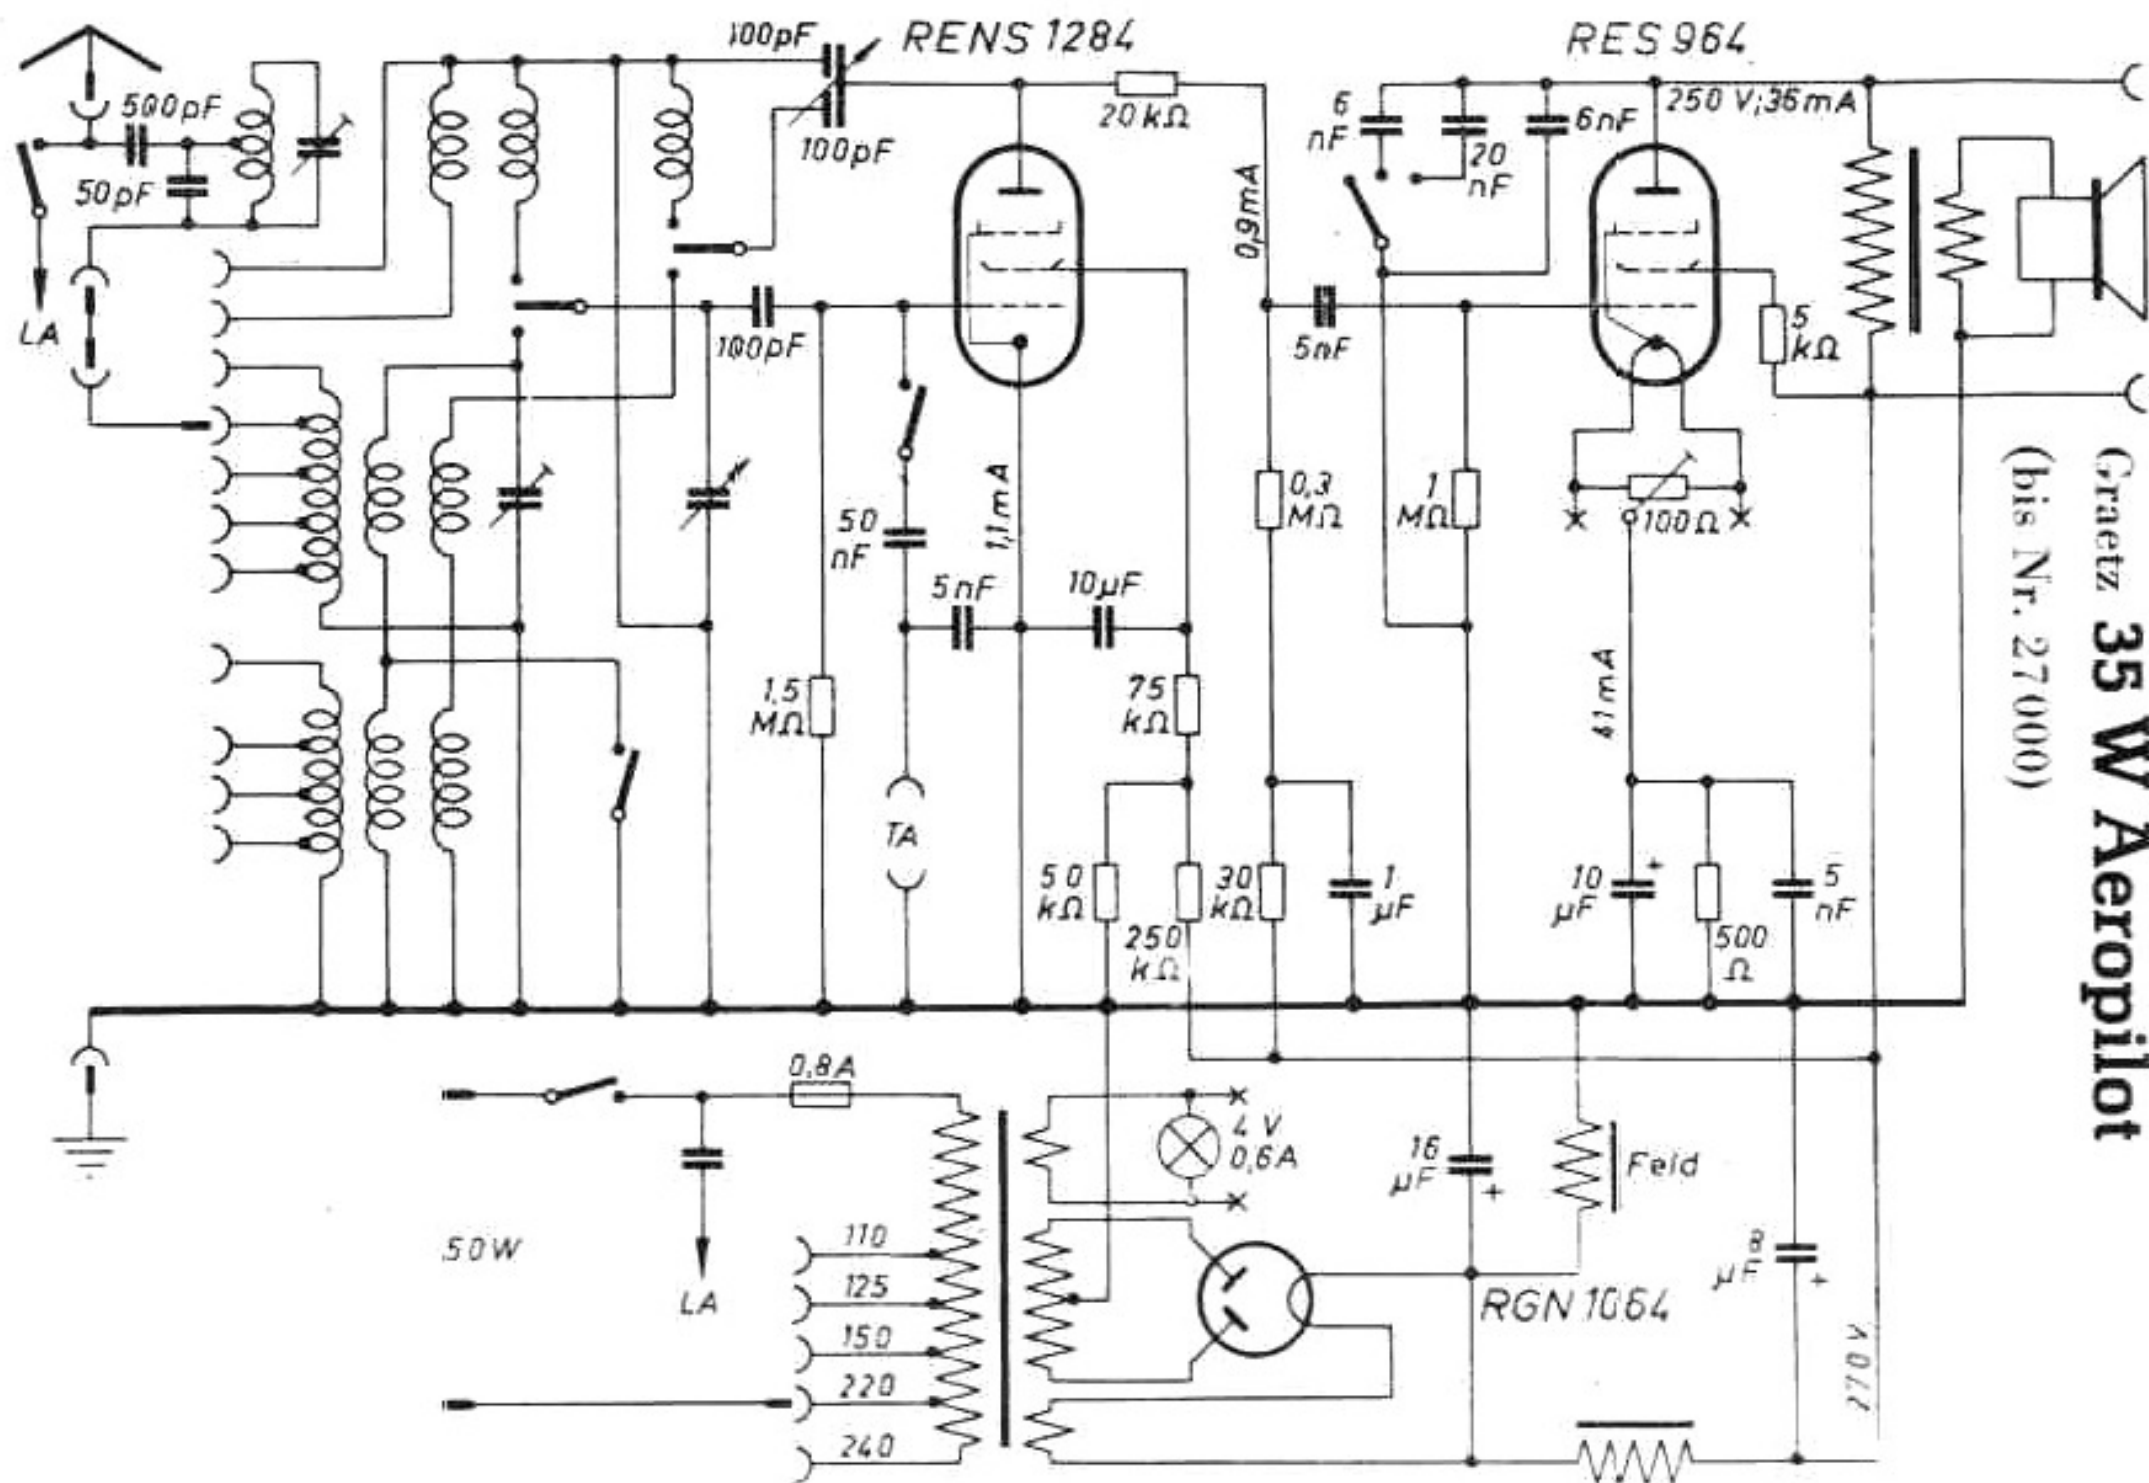 100pF
RENS 1284
RES 964
500pF
50pF
100pF
20kΩ
6
nF
20
nF
6nF
250 V; 36mA
0,9mA
LA
100pF
5nF
5
kΩ
50
nF
1,1mA
0,3
MΩ
1
MΩ
100Ω
5nF
10µF
1,5
MΩ
75
kΩ
TA
50
kΩ
250
kΩ
30
kΩ
1
µF
10
µF
+
500
Ω
5
nF
0,8A
4 V
0,6A
16
µF
+
Feld
50W
LA
110
125
150
220
240
RGN 1064
8
µF
+
270V
Graetz 35 W Aeropilot
(bis Nr. 27000)